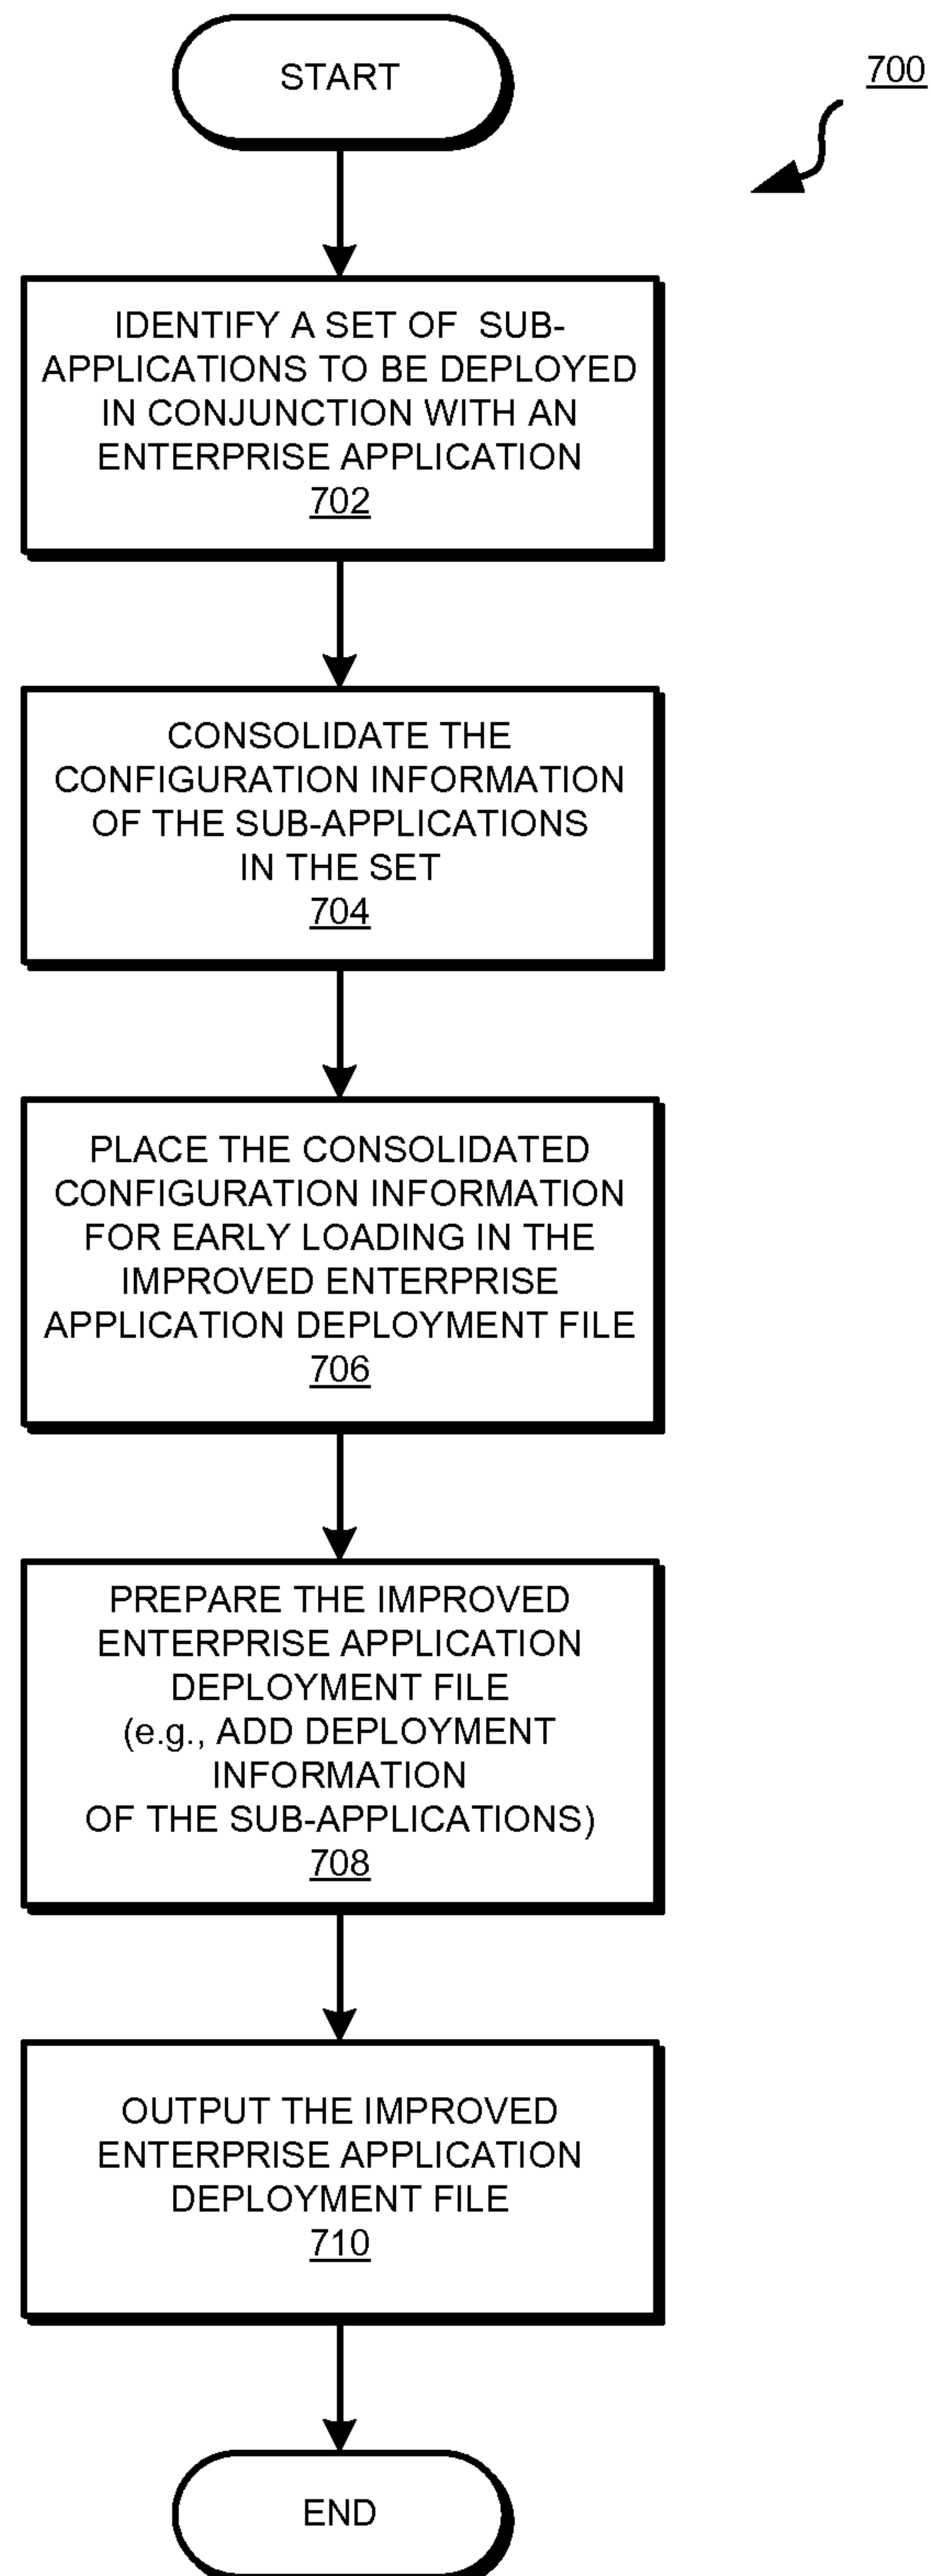 START
700
IDENTIFY A SET OF SUB-
APPLICATIONS TO BE DEPLOYED
IN CONJUNCTION WITH AN
ENTERPRISE APPLICATION
702
CONSOLIDATE THE
CONFIGURATION INFORMATION
OF THE SUB-APPLICATIONS
IN THE SET
704
PLACE THE CONSOLIDATED
CONFIGURATION INFORMATION
FOR EARLY LOADING IN THE
IMPROVED ENTERPRISE
APPLICATION DEPLOYMENT FILE
706
PREPARE THE IMPROVED
ENTERPRISE APPLICATION
DEPLOYMENT FILE
(e.g., ADD DEPLOYMENT
INFORMATION
OF THE SUB-APPLICATIONS)
708
OUTPUT THE IMPROVED
ENTERPRISE APPLICATION
DEPLOYMENT FILE
710
END